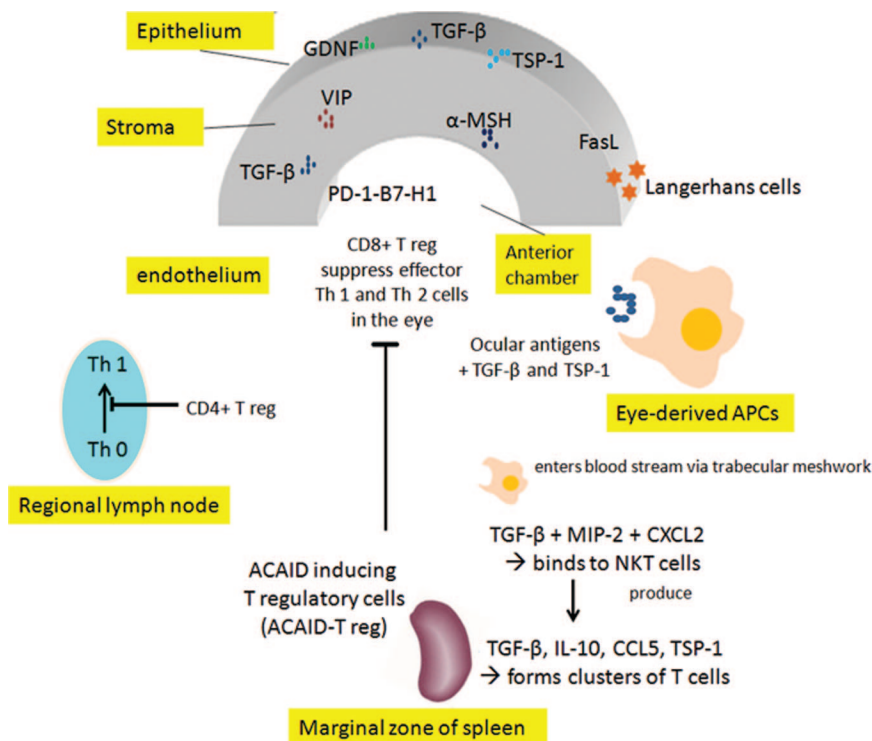 Epithelium
GDNF
TGF-β
TSP-1
Stroma
VIP
α-MSH
FasL
TGF-β
Langerhans cells
PD-1-B7-H1
endothelium
CD8+ T reg
suppress effector
Th 1 and Th 2 cells
in the eye
Anterior
chamber
Ocular antigens
+ TGF-β and TSP-1
Eye-derived APCs
Th 1
CD4+ T reg
Th 0
Regional lymph node
enters blood stream via trabecular meshwork
TGF-β + MIP-2 + CXCL2
→ binds to NKT cells
produce
ACAID inducing
T regulatory cells
(ACAID-T reg)
TGF-β, IL-10, CCL5, TSP-1
→ forms clusters of T cells
Marginal zone of spleen